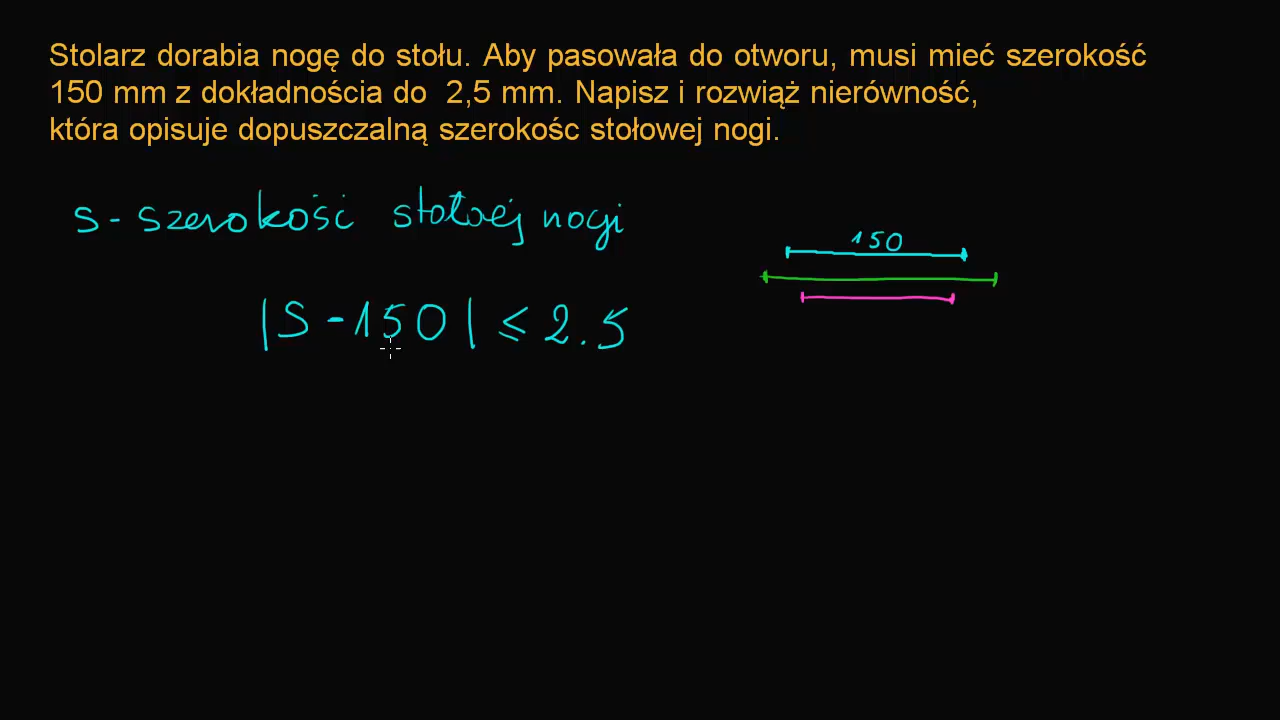 Stolarz dorabia nogę do stołu. Aby pasowała do otworu, musi mieć szerokość
150 mm z dokładnościa do 2,5 mm. Napisz i rozwiąż nierówność,
która opisuje dopuszczalną szerokośc stołowej nogi.
s - szerokość stołwej nogi
150
|S - 150| ≤ 2.5